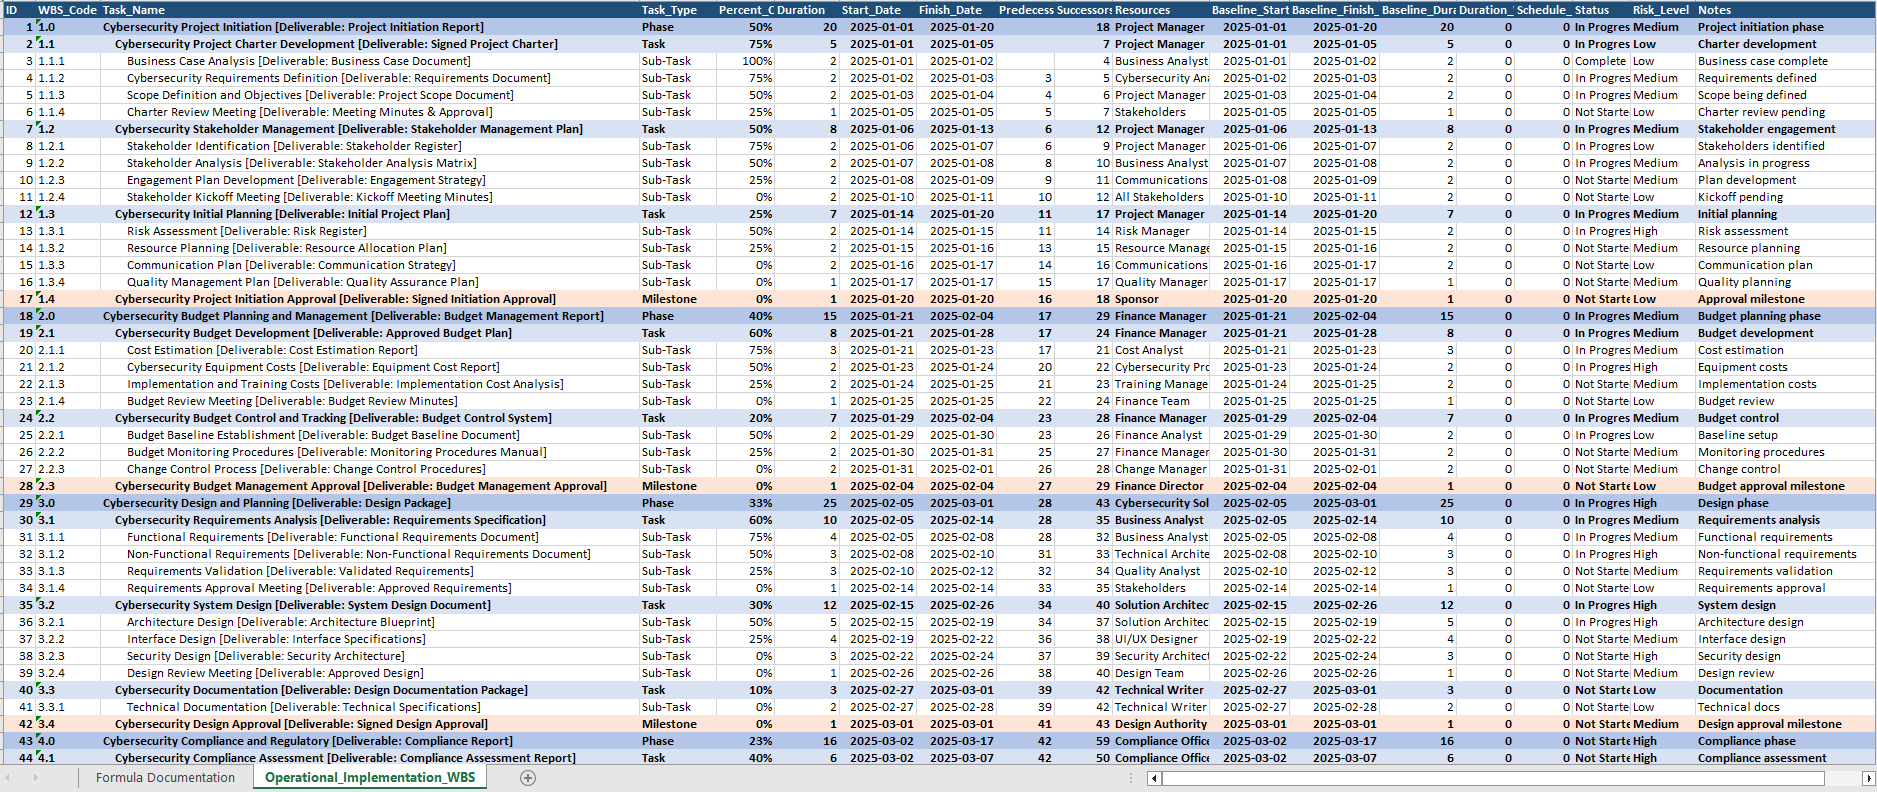 ID WBS_Code Task_Name Task_Type Percent_C Duration Start_Date Finish_Date Predecess Successors Resources Baseline_Start Baseline_Finish_ Baseline_Dura Duration_ Schedule_ Status Risk_Level Notes
1 1.0 Cybersecurity Project Initiation [Deliverable: Project Initiation Report] Phase 50% 20 2025-01-01 2025-01-20 18 Project Manager 2025-01-01 2025-01-20 20 0 0 In Progres Medium Project initiation phase
2 1.1 Cybersecurity Project Charter Development [Deliverable: Signed Project Charter] Task 75% 5 2025-01-01 2025-01-05 7 Project Manager 2025-01-01 2025-01-05 5 0 0 In Progres Low Charter development
3 1.1.1 Business Case Analysis [Deliverable: Business Case Document] Sub-Task 100% 2 2025-01-01 2025-01-02 4 Business Analyst 2025-01-01 2025-01-02 2 0 0 Complete Low Business case complete
4 1.1.2 Cybersecurity Requirements Definition [Deliverable: Requirements Document] Sub-Task 75% 2 2025-01-02 2025-01-03 3 5 Cybersecurity An 2025-01-02 2025-01-03 2 0 0 In Progres Medium Requirements defined
5 1.1.3 Scope Definition and Objectives [Deliverable: Project Scope Document] Sub-Task 50% 2 2025-01-03 2025-01-04 4 6 Project Manager 2025-01-03 2025-01-04 2 0 0 In Progres Medium Scope being defined
6 1.1.4 Charter Review Meeting [Deliverable: Meeting Minutes & Approval] Sub-Task 25% 1 2025-01-05 2025-01-05 5 7 Stakeholders 2025-01-05 2025-01-05 1 0 0 Not Starte Low Charter review pending
7 1.2 Cybersecurity Stakeholder Management [Deliverable: Stakeholder Management Plan] Task 50% 8 2025-01-06 2025-01-13 6 12 Project Manager 2025-01-06 2025-01-13 8 0 0 In Progres Medium Stakeholder engagement
8 1.2.1 Stakeholder Identification [Deliverable: Stakeholder Register] Sub-Task 75% 2 2025-01-06 2025-01-07 6 9 Project Manager 2025-01-06 2025-01-07 2 0 0 In Progres Low Stakeholders identified
9 1.2.2 Stakeholder Analysis [Deliverable: Stakeholder Analysis Matrix] Sub-Task 50% 2 2025-01-07 2025-01-08 8 10 Business Analyst 2025-01-07 2025-01-08 2 0 0 In Progres Medium Analysis in progress
10 1.2.3 Engagement Plan Development [Deliverable: Engagement Strategy] Sub-Task 25% 2 2025-01-08 2025-01-09 9 11 Communications 2025-01-08 2025-01-09 2 0 0 Not Starte Medium Plan development
11 1.2.4 Stakeholder Kickoff Meeting [Deliverable: Kickoff Meeting Minutes] Sub-Task 0% 2 2025-01-10 2025-01-11 10 12 All Stakeholders 2025-01-10 2025-01-11 2 0 0 Not Starte Low Kickoff pending
12 1.3 Cybersecurity Initial Planning [Deliverable: Initial Project Plan] Task 25% 7 2025-01-14 2025-01-20 11 17 Project Manager 2025-01-14 2025-01-20 7 0 0 In Progres Medium Initial planning
13 1.3.1 Risk Assessment [Deliverable: Risk Register] Sub-Task 50% 2 2025-01-14 2025-01-15 11 14 Risk Manager 2025-01-14 2025-01-15 2 0 0 In Progres High Risk assessment
14 1.3.2 Resource Planning [Deliverable: Resource Allocation Plan] Sub-Task 25% 2 2025-01-15 2025-01-16 13 15 Resource Manage 2025-01-15 2025-01-16 2 0 0 Not Starte Medium Resource planning
15 1.3.3 Communication Plan [Deliverable: Communication Strategy] Sub-Task 0% 2 2025-01-16 2025-01-17 14 16 Communications 2025-01-16 2025-01-17 2 0 0 Not Starte Low Communication plan
16 1.3.4 Quality Management Plan [Deliverable: Quality Assurance Plan] Sub-Task 0% 1 2025-01-17 2025-01-17 15 17 Quality Manager 2025-01-17 2025-01-17 1 0 0 Not Starte Medium Quality planning
17 1.4 Cybersecurity Project Initiation Approval [Deliverable: Signed Initiation Approval] Milestone 0% 1 2025-01-20 2025-01-20 16 18 Sponsor 2025-01-20 2025-01-20 1 0 0 Not Starte Low Approval milestone
18 2.0 Cybersecurity Budget Planning and Management [Deliverable: Budget Management Report] Phase 40% 15 2025-01-21 2025-02-04 17 29 Finance Manager 2025-01-21 2025-02-04 15 0 0 In Progres Medium Budget planning phase
19 2.1 Cybersecurity Budget Development [Deliverable: Approved Budget Plan] Task 60% 8 2025-01-21 2025-01-28 17 24 Finance Manager 2025-01-21 2025-01-28 8 0 0 In Progres Medium Budget development
20 2.1.1 Cost Estimation [Deliverable: Cost Estimation Report] Sub-Task 75% 3 2025-01-21 2025-01-23 17 21 Cost Analyst 2025-01-21 2025-01-23 3 0 0 In Progres Medium Cost estimation
21 2.1.2 Cybersecurity Equipment Costs [Deliverable: Equipment Cost Report] Sub-Task 50% 2 2025-01-23 2025-01-24 20 22 Cybersecurity Prc 2025-01-23 2025-01-24 2 0 0 In Progres High Equipment costs
22 2.1.3 Implementation and Training Costs [Deliverable: Implementation Cost Analysis] Sub-Task 25% 2 2025-01-24 2025-01-25 21 23 Training Manage 2025-01-24 2025-01-25 2 0 0 Not Starte Medium Implementation costs
23 2.1.4 Budget Review Meeting [Deliverable: Budget Review Minutes] Sub-Task 0% 1 2025-01-25 2025-01-25 22 24 Finance Team 2025-01-25 2025-01-25 1 0 0 Not Starte Low Budget review
24 2.2 Cybersecurity Budget Control and Tracking [Deliverable: Budget Control System] Task 20% 7 2025-01-29 2025-02-04 23 28 Finance Manager 2025-01-29 2025-02-04 7 0 0 In Progres Medium Budget control
25 2.2.1 Budget Baseline Establishment [Deliverable: Budget Baseline Document] Sub-Task 50% 2 2025-01-29 2025-01-30 23 26 Finance Analyst 2025-01-29 2025-01-30 2 0 0 In Progres Low Baseline setup
26 2.2.2 Budget Monitoring Procedures [Deliverable: Monitoring Procedures Manual] Sub-Task 25% 2 2025-01-30 2025-01-31 25 27 Finance Manager 2025-01-30 2025-01-31 2 0 0 Not Starte Medium Monitoring procedures
27 2.2.3 Change Control Process [Deliverable: Change Control Procedures] Sub-Task 0% 2 2025-01-31 2025-02-01 26 28 Change Manager 2025-01-31 2025-02-01 2 0 0 Not Starte Medium Change control
28 2.3 Cybersecurity Budget Management Approval [Deliverable: Budget Management Approval] Milestone 0% 1 2025-02-04 2025-02-04 27 29 Finance Director 2025-02-04 2025-02-04 1 0 0 Not Starte Low Budget approval milestone
29 3.0 Cybersecurity Design and Planning [Deliverable: Design Package] Phase 33% 25 2025-02-05 2025-03-01 28 43 Cybersecurity Sol 2025-02-05 2025-03-01 25 0 0 In Progres High Design phase
30 3.1 Cybersecurity Requirements Analysis [Deliverable: Requirements Specification] Task 60% 10 2025-02-05 2025-02-14 28 35 Business Analyst 2025-02-05 2025-02-14 10 0 0 In Progres Medium Requirements analysis
31 3.1.1 Functional Requirements [Deliverable: Functional Requirements Document] Sub-Task 75% 4 2025-02-05 2025-02-08 28 32 Business Analyst 2025-02-05 2025-02-08 4 0 0 In Progres Medium Functional requirements
32 3.1.2 Non-Functional Requirements [Deliverable: Non-Functional Requirements Document] Sub-Task 50% 3 2025-02-08 2025-02-10 31 33 Technical Archite 2025-02-08 2025-02-10 3 0 0 In Progres High Non-functional requirements
33 3.1.3 Requirements Validation [Deliverable: Validated Requirements] Sub-Task 25% 3 2025-02-10 2025-02-12 32 34 Quality Analyst 2025-02-10 2025-02-12 3 0 0 Not Starte Medium Requirements validation
34 3.1.4 Requirements Approval Meeting [Deliverable: Approved Requirements] Sub-Task 0% 1 2025-02-14 2025-02-14 33 35 Stakeholders 2025-02-14 2025-02-14 1 0 0 Not Starte Low Requirements approval
35 3.2 Cybersecurity System Design [Deliverable: System Design Document] Task 30% 12 2025-02-15 2025-02-26 34 40 Solution Architec 2025-02-15 2025-02-26 12 0 0 In Progres High System design
36 3.2.1 Architecture Design [Deliverable: Architecture Blueprint] Sub-Task 50% 5 2025-02-15 2025-02-19 34 37 Solution Architec 2025-02-15 2025-02-19 5 0 0 In Progres High Architecture design
37 3.2.2 Interface Design [Deliverable: Interface Specifications] Sub-Task 25% 4 2025-02-19 2025-02-22 36 38 UI/UX Designer 2025-02-19 2025-02-22 4 0 0 Not Starte Medium Interface design
38 3.2.3 Security Design [Deliverable: Security Architecture] Sub-Task 0% 3 2025-02-22 2025-02-24 37 39 Security Architect 2025-02-22 2025-02-24 3 0 0 Not Starte High Security design
39 3.2.4 Design Review Meeting [Deliverable: Approved Design] Sub-Task 0% 1 2025-02-26 2025-02-26 38 40 Design Team 2025-02-26 2025-02-26 1 0 0 Not Starte Medium Design review
40 3.3 Cybersecurity Documentation [Deliverable: Design Documentation Package] Task 10% 3 2025-02-27 2025-03-01 39 42 Technical Writer 2025-02-27 2025-03-01 3 0 0 Not Starte Low Documentation
41 3.3.1 Technical Documentation [Deliverable: Technical Specifications] Sub-Task 0% 2 2025-02-27 2025-02-28 39 42 Technical Writer 2025-02-27 2025-02-28 2 0 0 Not Starte Low Technical docs
42 3.4 Cybersecurity Design Approval [Deliverable: Signed Design Approval] Milestone 0% 1 2025-03-01 2025-03-01 41 43 Design Authority 2025-03-01 2025-03-01 1 0 0 Not Starte Medium Design approval milestone
43 4.0 Cybersecurity Compliance and Regulatory [Deliverable: Compliance Report] Phase 23% 16 2025-03-02 2025-03-17 42 59 Compliance Office 2025-03-02 2025-03-17 16 0 0 Not Starte High Compliance phase
44 4.1 Cybersecurity Compliance Assessment [Deliverable: Compliance Assessment Report] Task 40% 6 2025-03-02 2025-03-07 42 50 Compliance Office 2025-03-02 2025-03-07 6 0 0 Not Starte High Compliance assessment
Formula Documentation Operational_Implementation_WBS